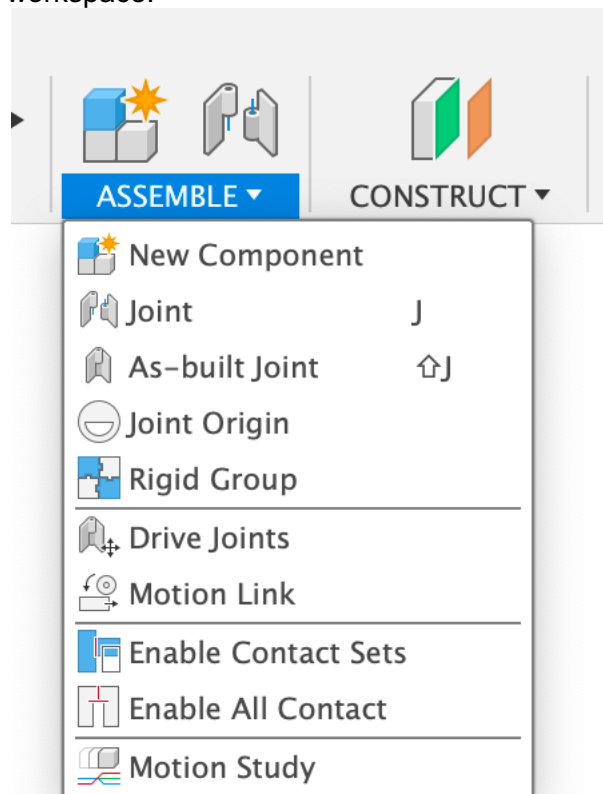 workspace.
ASSEMBLE ▾ CONSTRUCT ▾
New Component
Joint J
As-built Joint ⇧J
Joint Origin
Rigid Group
Drive Joints
Motion Link
Enable Contact Sets
Enable All Contact
Motion Study